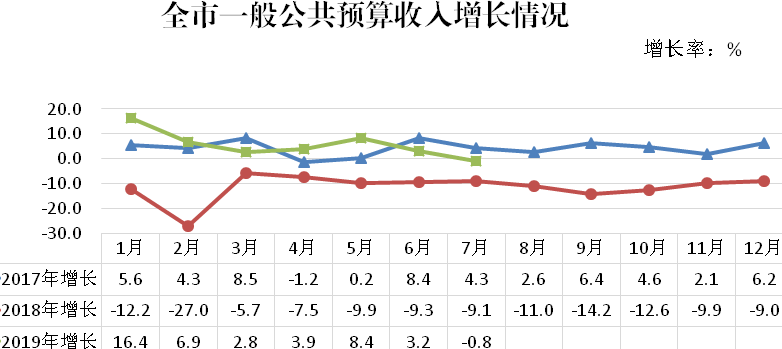 全市一般公共预算收入增长情况
增长率：%
20.0
10.0
0.0
-10.0
-20.0
-30.0
1月 2月 3月 4月 5月 6月 7月 8月 9月 10月 11月 12月
2017年增长 5.6 4.3 8.5 -1.2 0.2 8.4 4.3 2.6 6.4 4.6 2.1 6.2
2018年增长 -12.2 -27.0 -5.7 -7.5 -9.9 -9.3 -9.1 -11.0 -14.2 -12.6 -9.9 -9.0
2019年增长 16.4 6.9 2.8 3.9 8.4 3.2 -0.8